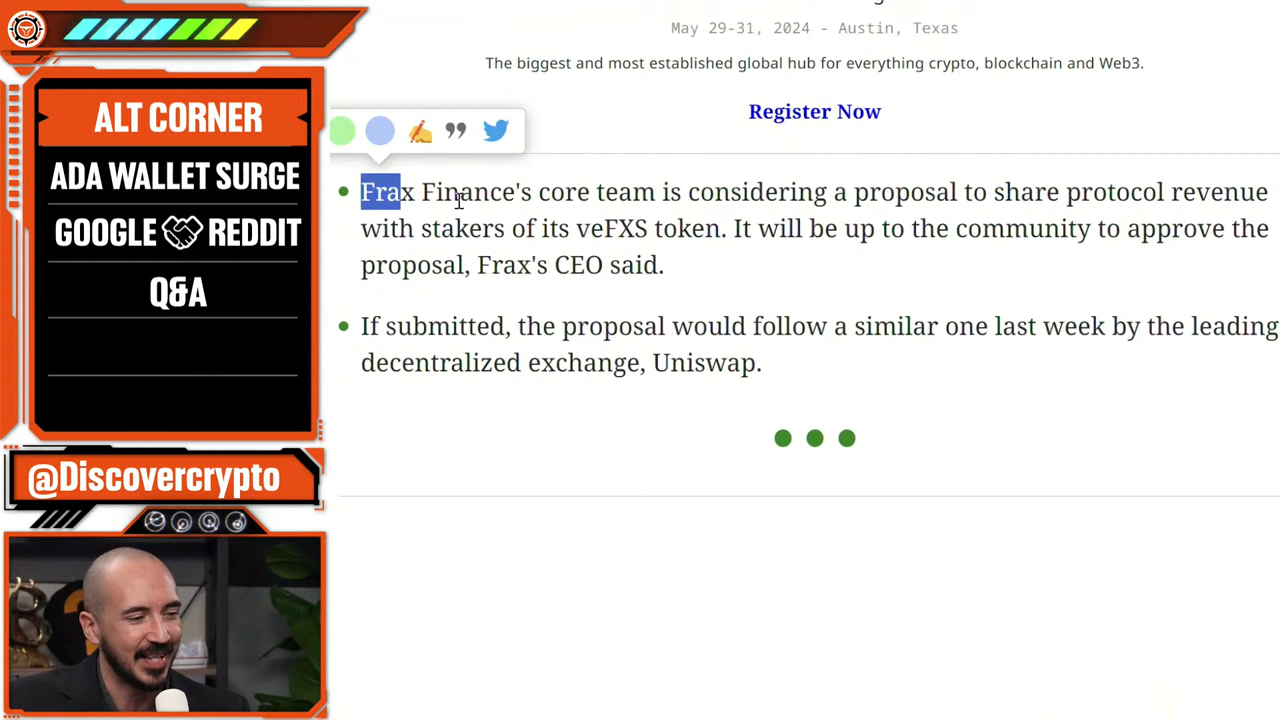 ALT CORNER
ADA WALLET SURGE
GOOGLE REDDIT
Q&A
@Discovercrypto
May 29-31, 2024 - Austin, Texas
The biggest and most established global hub for everything crypto, blockchain and Web3.
Register Now
Frax Finance's core team is considering a proposal to share protocol revenue
with stakers of its veFXS token. It will be up to the community to approve the
proposal, Frax's CEO said.
If submitted, the proposal would follow a similar one last week by the leading
decentralized exchange, Uniswap.